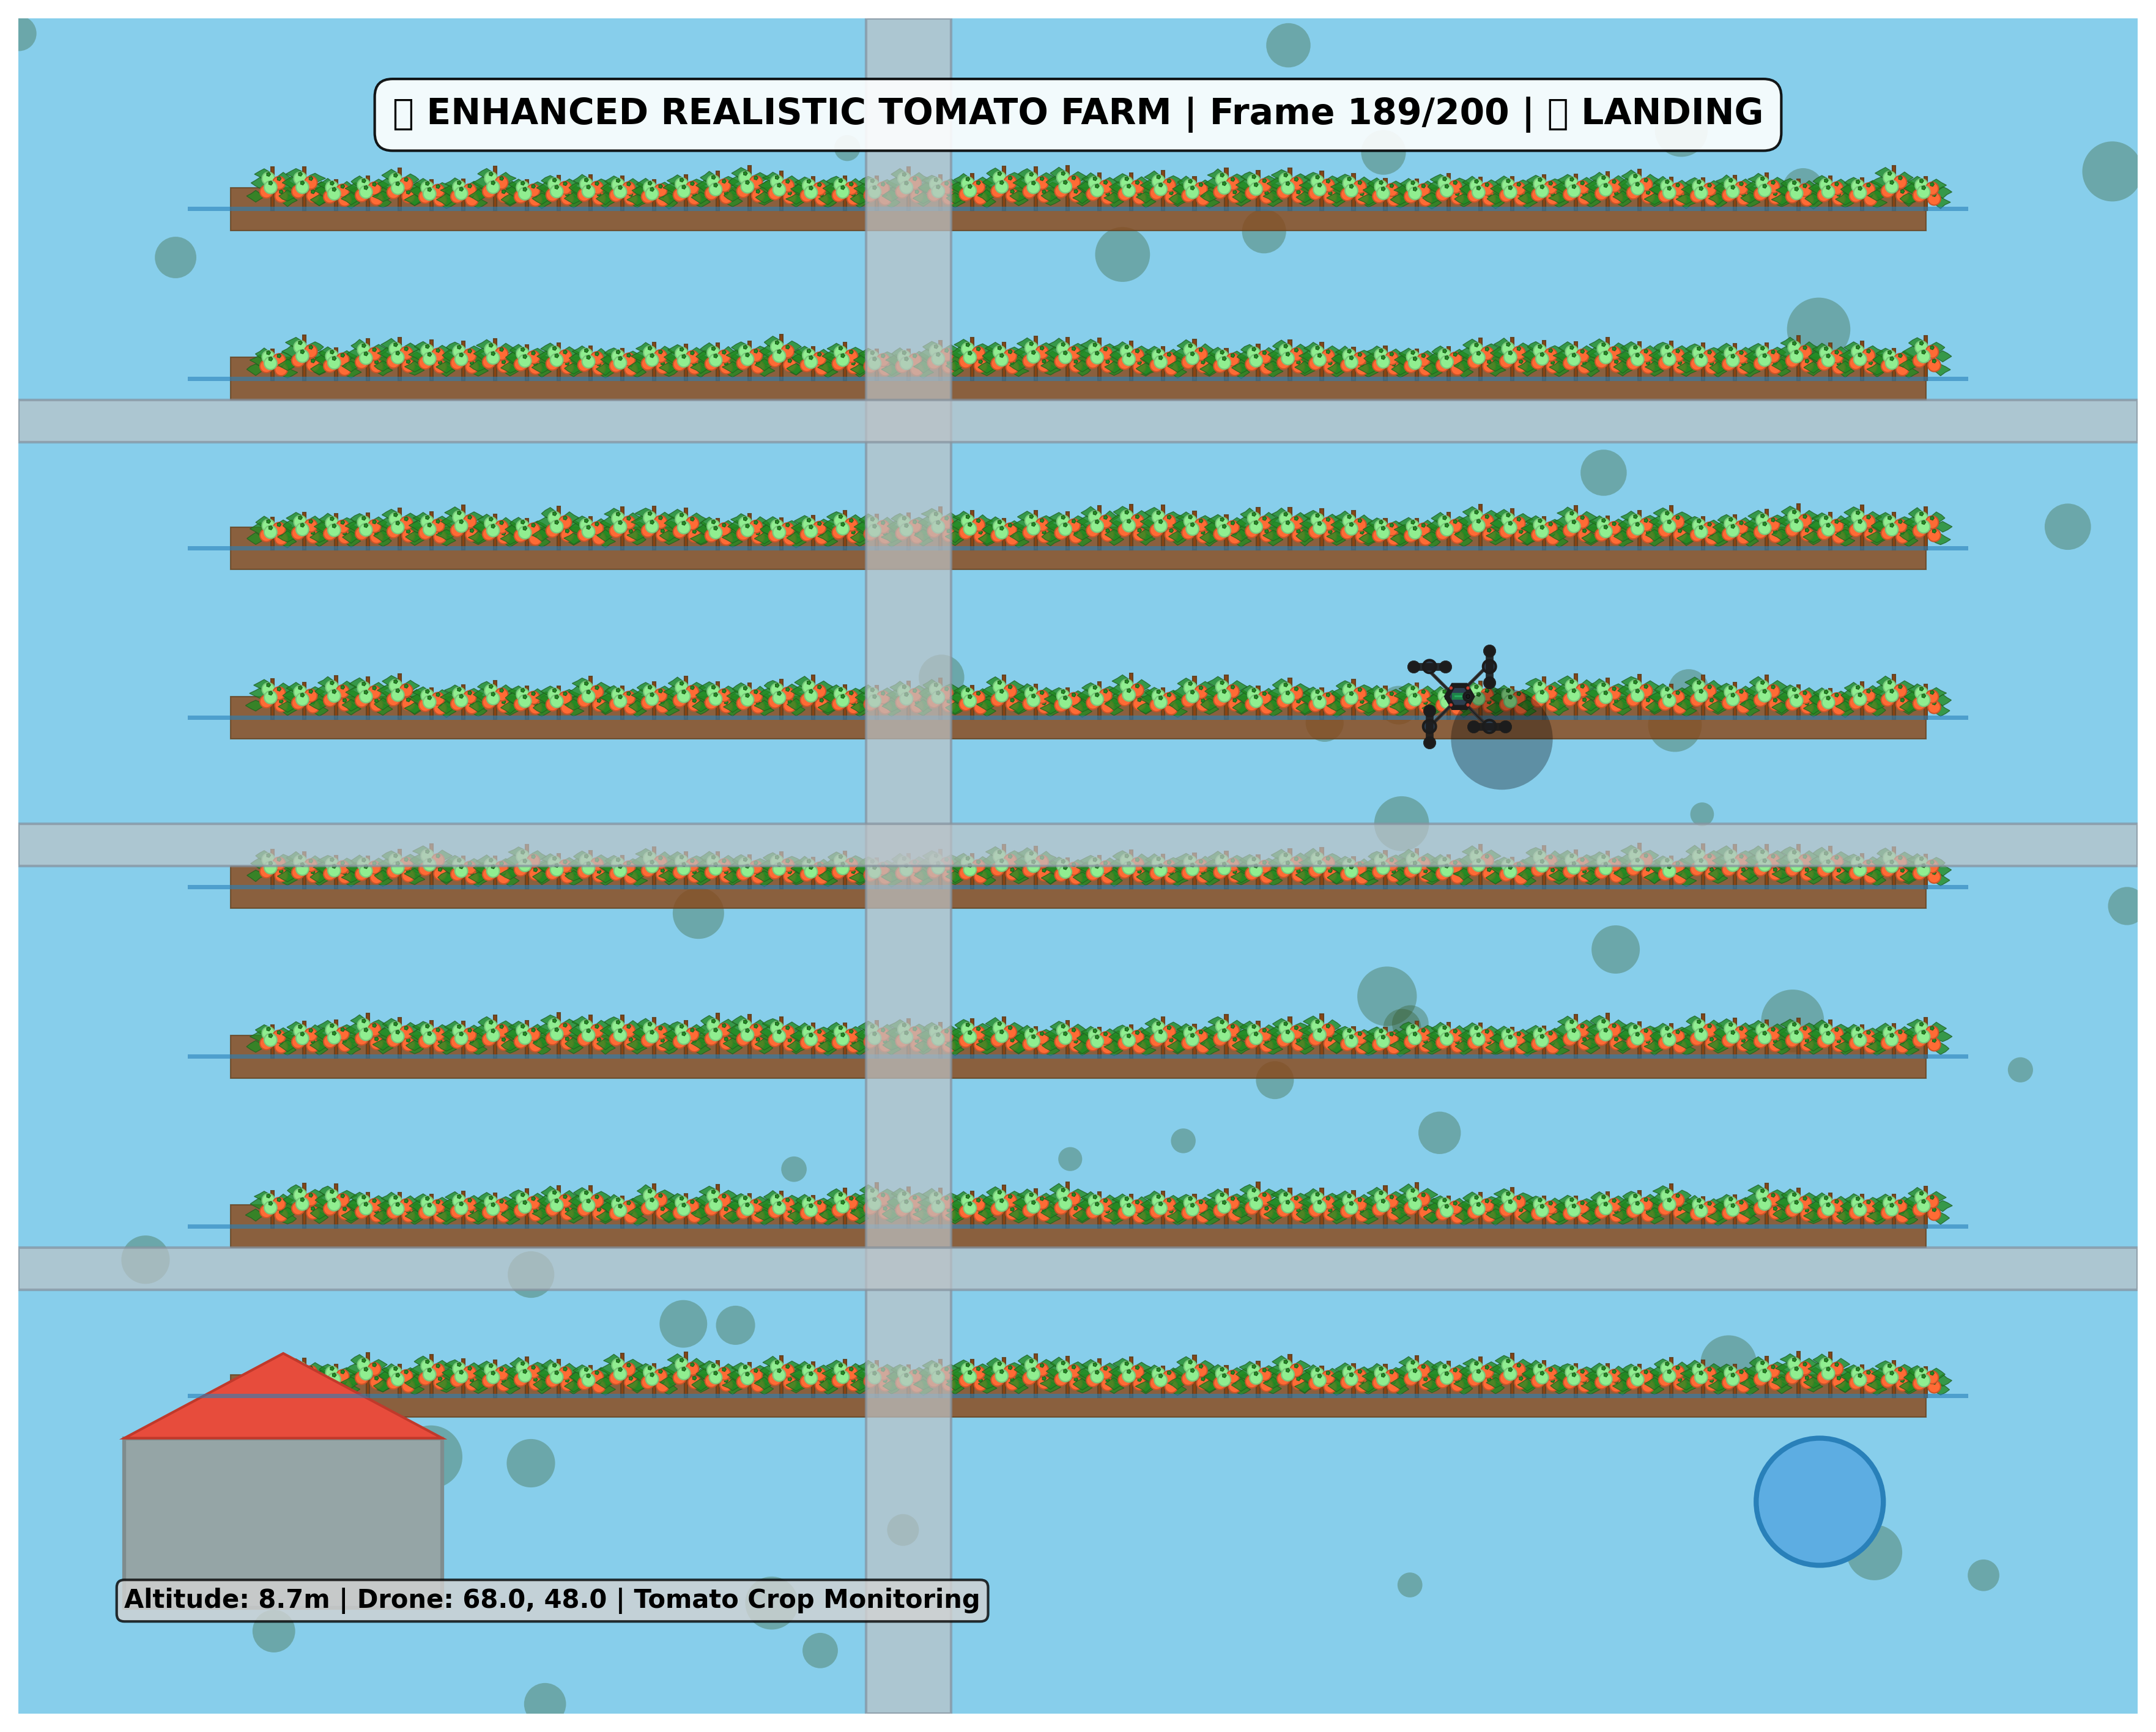 ▯ ENHANCED REALISTIC TOMATO FARM | Frame 189/200 | ▯ LANDING
Altitude: 8.7m | Drone: 68.0, 48.0 | Tomato Crop Monitoring